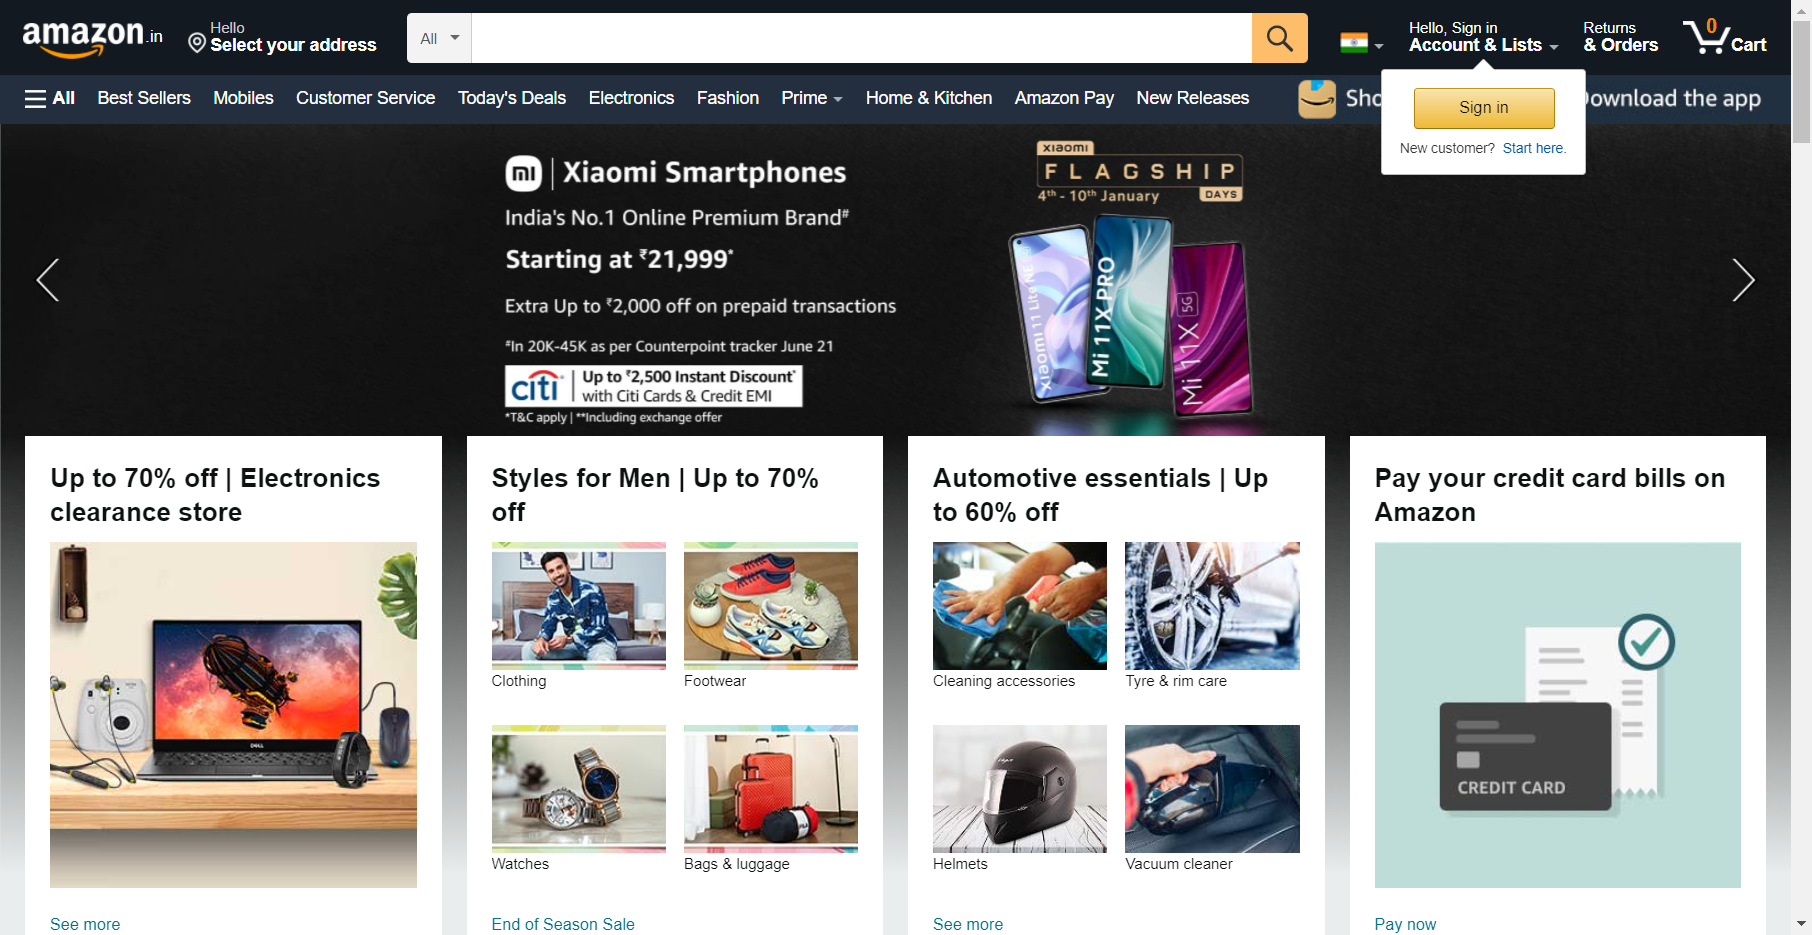 amazon.in
Hello
Select your address
All
Hello, Sign in
Account & Lists
Returns
& Orders
0
Cart
All
Best Sellers
Mobiles
Customer Service
Today's Deals
Electronics
Fashion
Prime
Home & Kitchen
Amazon Pay
New Releases
Sho
ownload the app
Sign in
New customer? Start here.
mi | Xiaomi Smartphones
India's No.1 Online Premium Brand#
Starting at ₹21,999*
Extra Up to ₹2,000 off on prepaid transactions
#In 20K-45K as per Counterpoint tracker June 21
citi | Up to ₹2,500 Instant Discount*
with Citi Cards & Credit EMI
*T&C apply | **Including exchange offer
xiaomi
FLAGSHIP
DAYS
4th - 10th January
Xiaomi 11 Lite NE
Mi 11X PRO
Mi 11X 5G
Up to 70% off | Electronics
clearance store
DELL
See more
Styles for Men | Up to 70%
off
Clothing
Footwear
Watches
Bags & luggage
End of Season Sale
Automotive essentials | Up
to 60% off
Cleaning accessories
Tyre & rim care
Helmets
Vacuum cleaner
See more
Pay your credit card bills on
Amazon
CREDIT CARD
Pay now